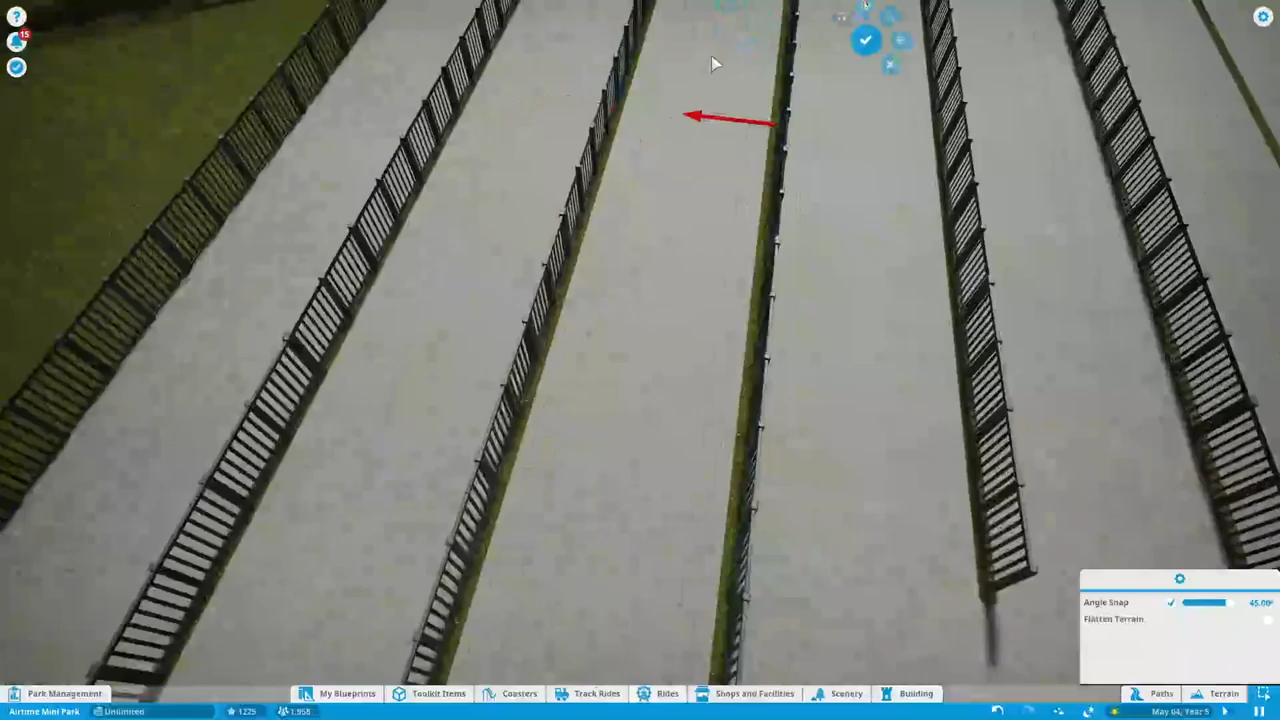 ?
15
Angle Snap 45.00°
Flatten Terrain
Park Management My Blueprints Toolkit Items Coasters Track Rides Rides Shops and Facilities Scenery Building Paths Terrain
Airtime Mini Park Unlimited 1225 1,958 May 04, Year 5